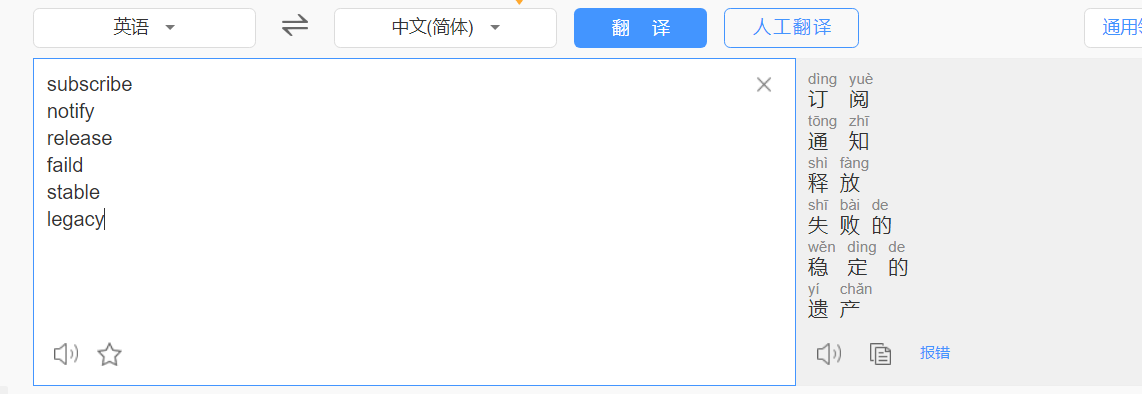 英语
中文(简体)
翻 译
人工翻译
通用
subscribe
notify
release
faild
stable
legacy
dìng yuè
订 阅
tōng zhī
通 知
shì fàng
释 放
shī bài de
失 败 的
wěn dìng de
稳 定 的
yí chǎn
遗 产
报错